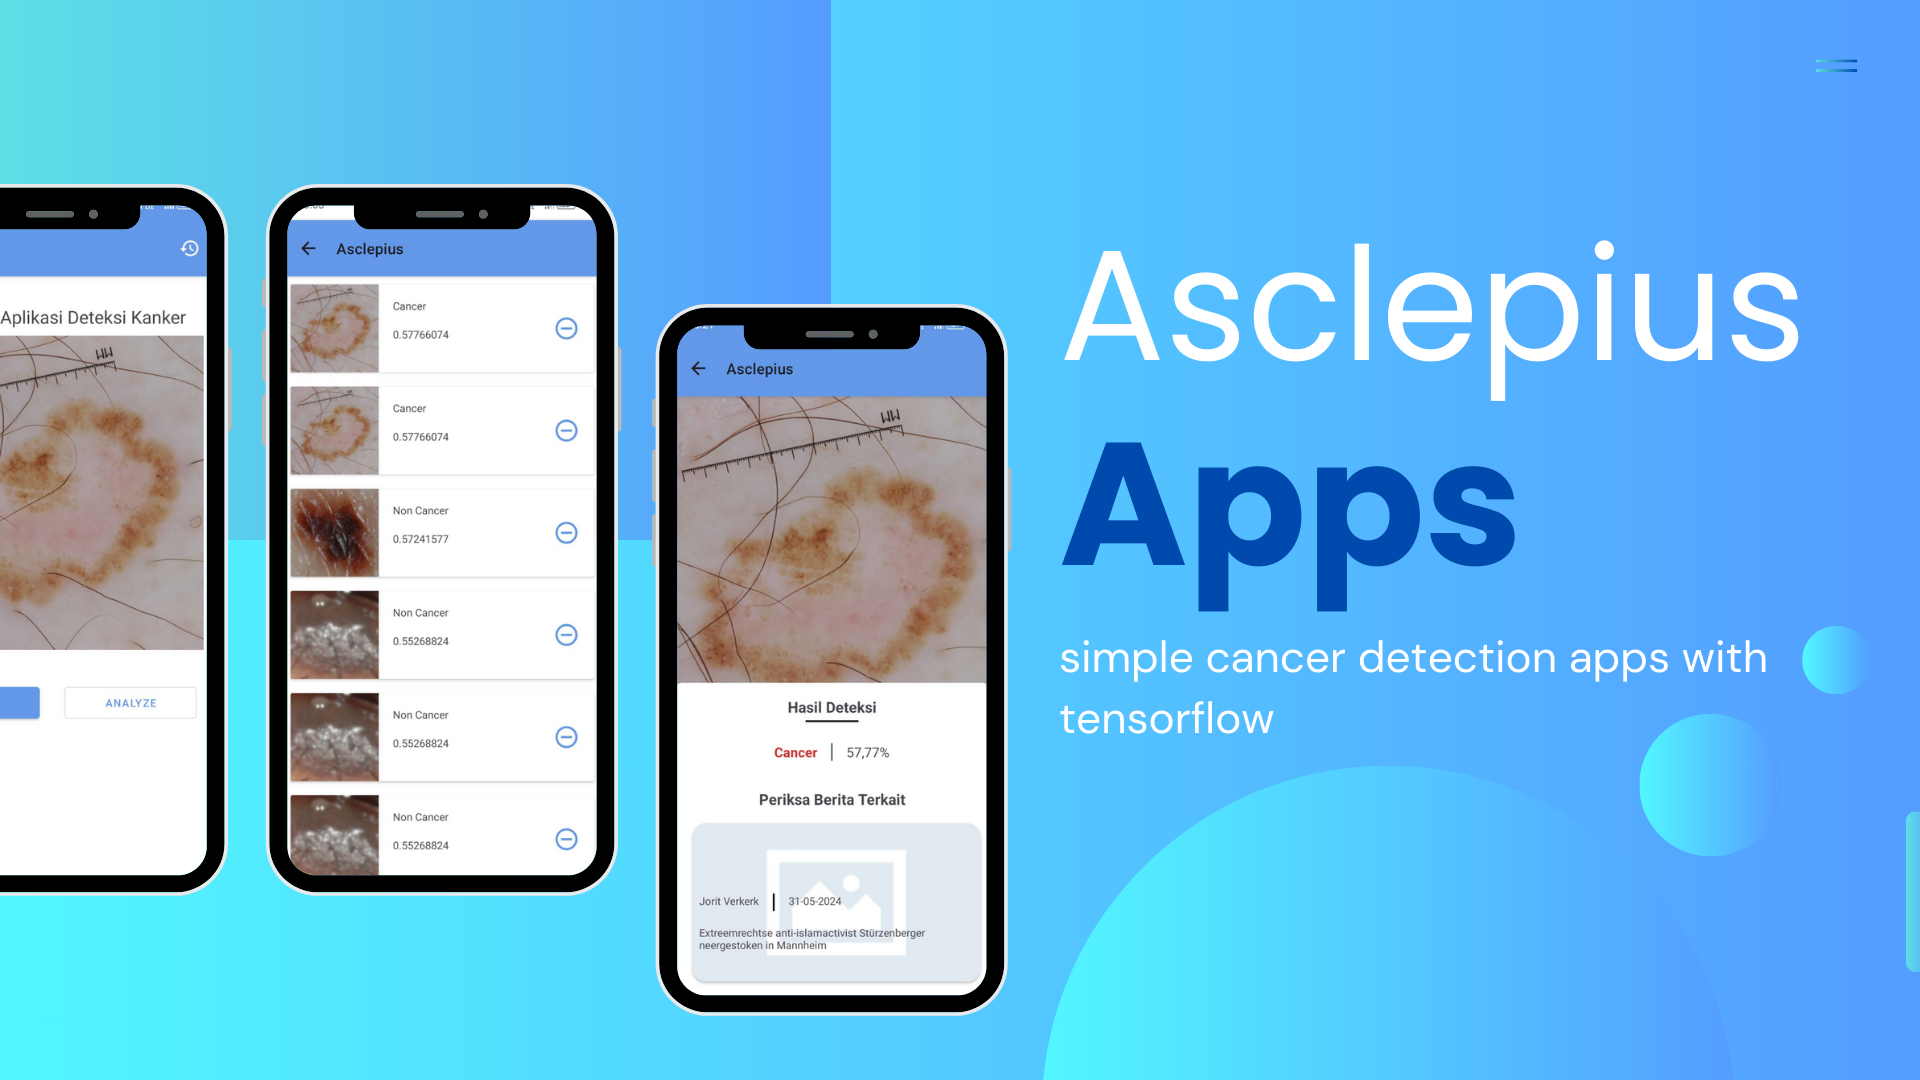 Aplikasi Deteksi Kanker
MM
ANALYZE
Asclepius
Cancer
0.57766074
Cancer
0.57766074
Non Cancer
0.57241577
Non Cancer
0.55268824
Non Cancer
0.55268824
Non Cancer
0.55268824
Asclepius
MM
Hasil Deteksi
Cancer | 57,77%
Periksa Berita Terkait
Jorit Verkerk | 31-05-2024
Extreemrechtse anti-islamactivist Stürzenberger
neergestoken in Mannheim
Asclepius
Apps
simple cancer detection apps with
tensorflow